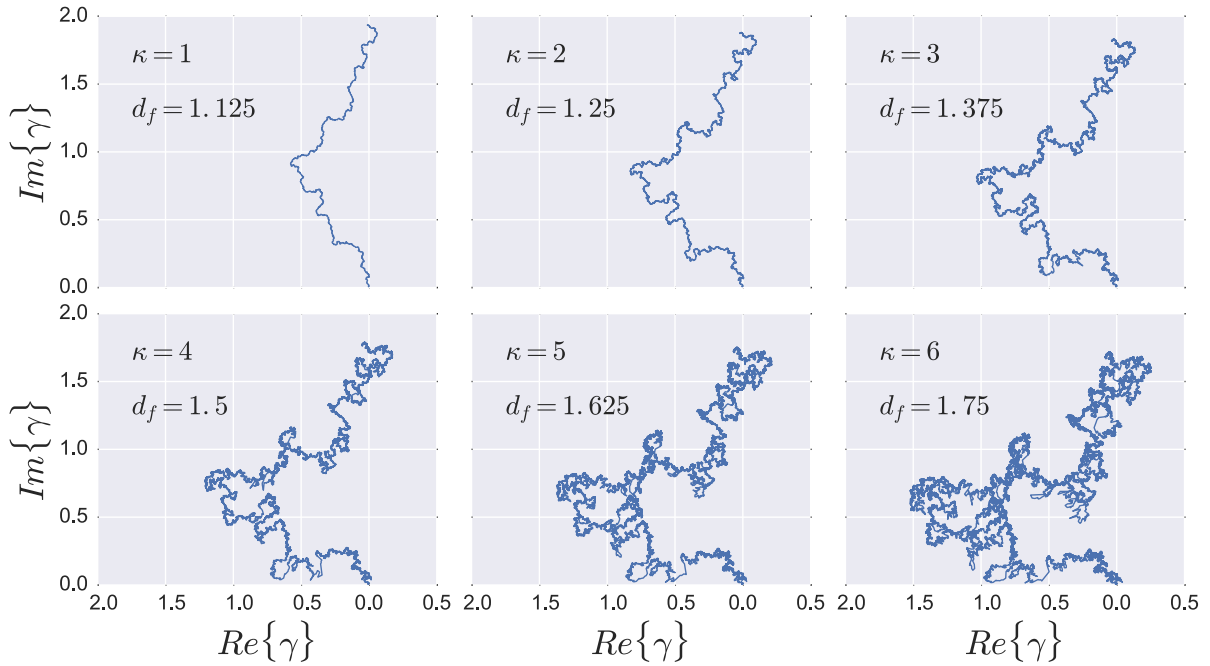 2.0
1.5
1.0
0.5
0.0
Im{γ}
κ = 1
d_f = 1.125
κ = 2
d_f = 1.25
κ = 3
d_f = 1.375
2.0
1.5
1.0
0.5
0.0
Im{γ}
κ = 4
d_f = 1.5
κ = 5
d_f = 1.625
κ = 6
d_f = 1.75
2.0 1.5 1.0 0.5 0.0 0.5
2.0 1.5 1.0 0.5 0.0 0.5
2.0 1.5 1.0 0.5 0.0 0.5
Re{γ}
Re{γ}
Re{γ}